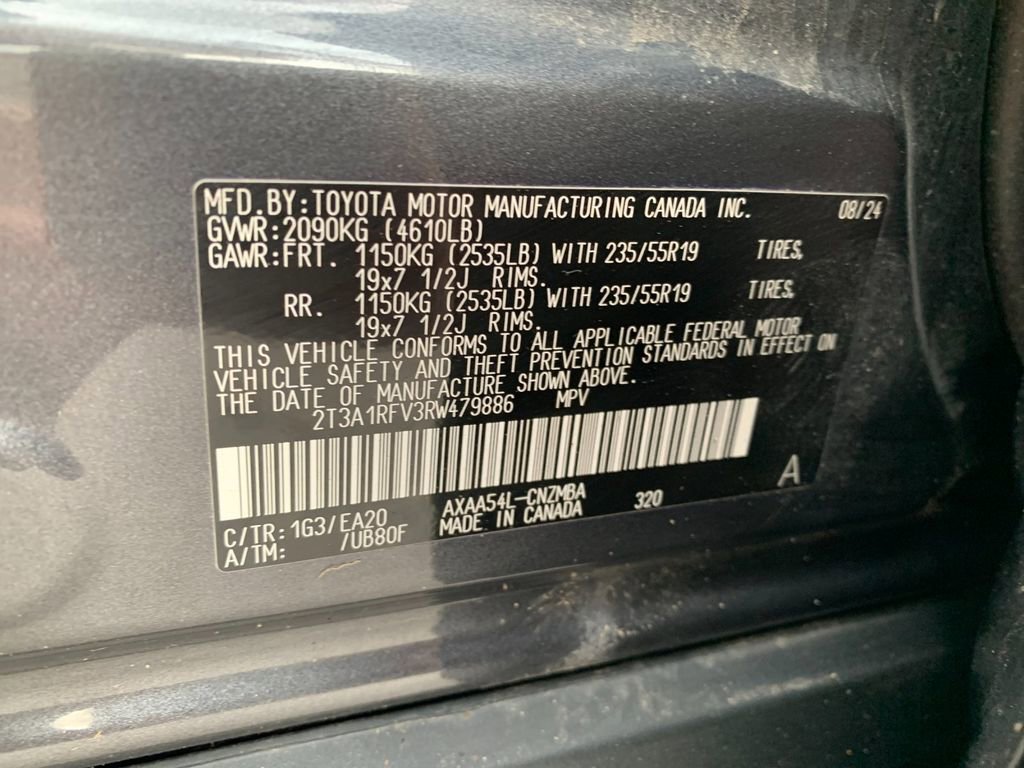 MFD.BY:TOYOTA MOTOR MANUFACTURING CANADA INC. 08/24
GVWR:2090KG (4610LB)
GAWR:FRT. 1150KG (2535LB) WITH 235/55R19 TIRES,
19x7 1/2J RIMS.
RR. 1150KG (2535LB) WITH 235/55R19 TIRES,
19x7 1/2J RIMS.
THIS VEHICLE CONFORMS TO ALL APPLICABLE FEDERAL MOTOR
VEHICLE SAFETY AND THEFT PREVENTION STANDARDS IN EFFECT ON
THE DATE OF MANUFACTURE SHOWN ABOVE.
2T3A1RFV3RW479886 MPV
A
C/TR: 1G3/EA20 AXAA54L-CNZMBA 320
A/TM: /UB80F MADE IN CANADA